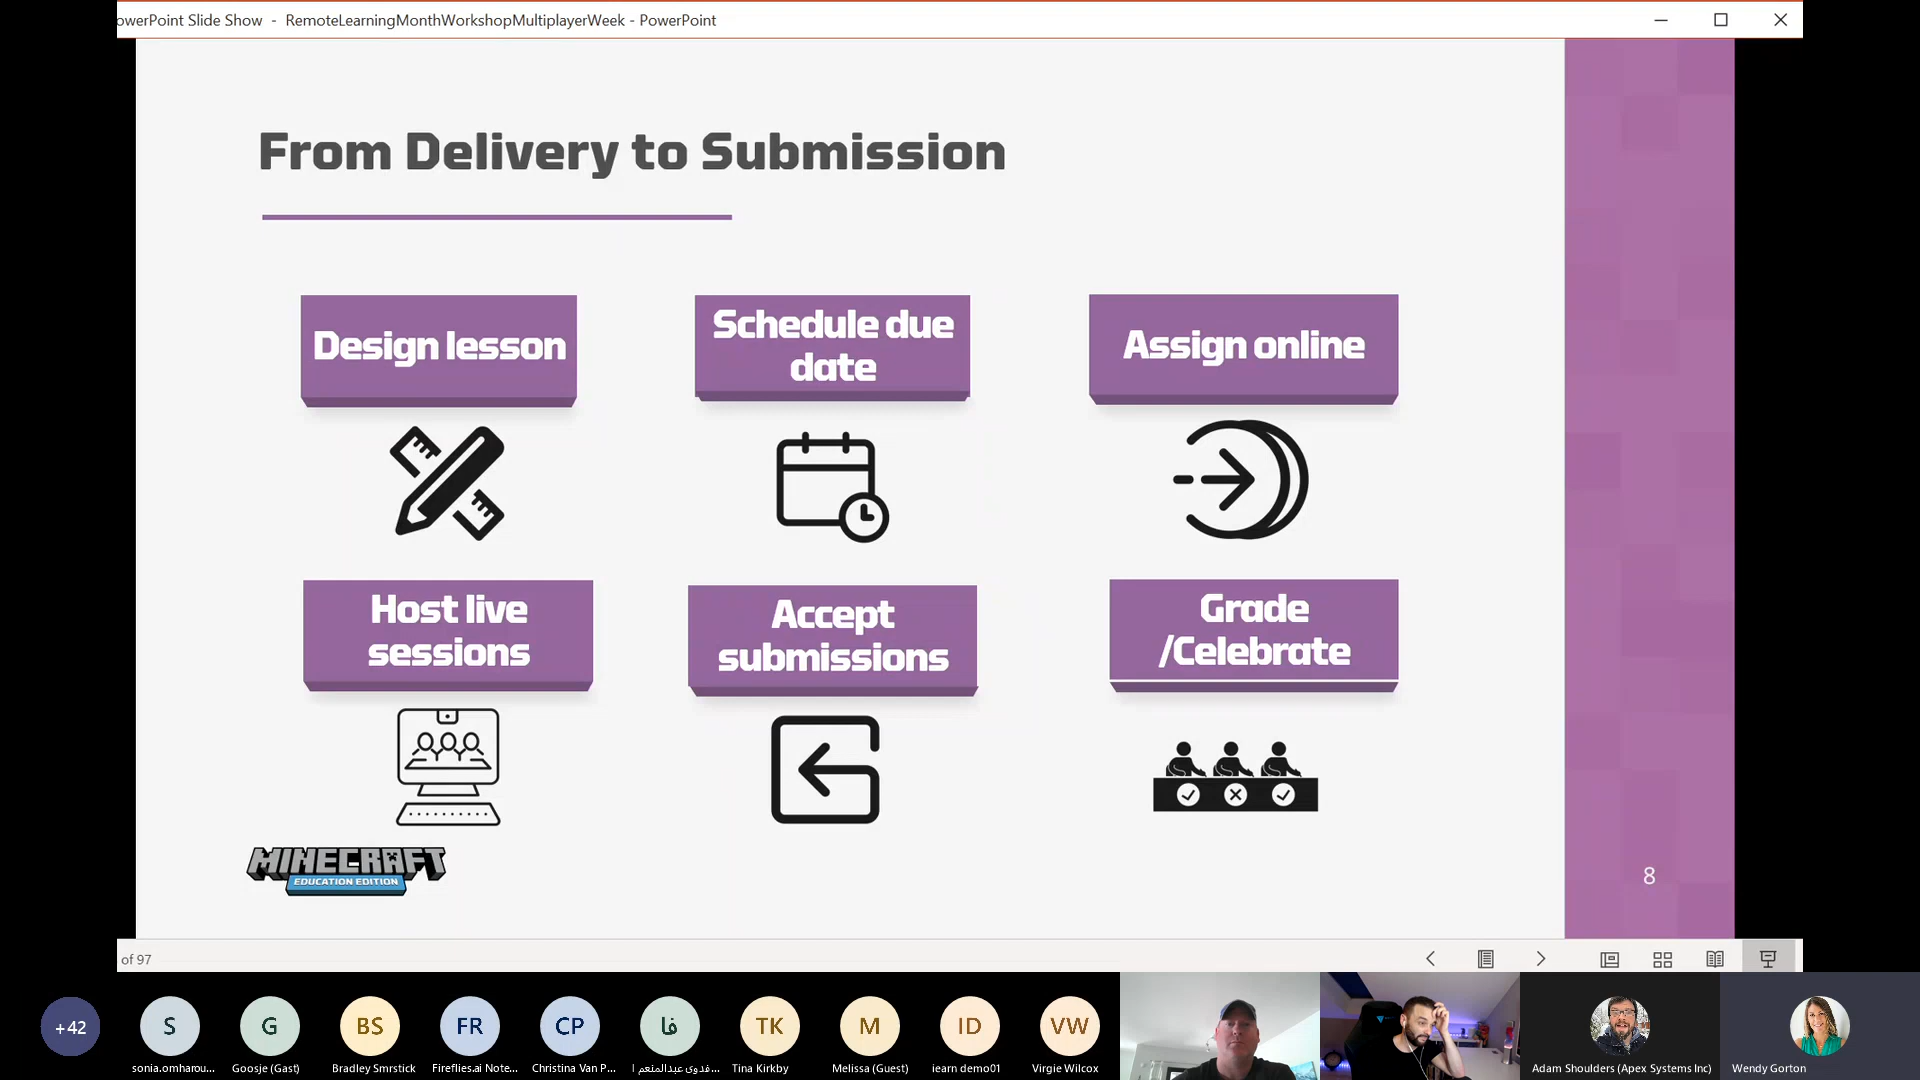 owerPoint Slide Show - RemoteLearningMonthWorkshopMultiplayerWeek - PowerPoint
From Delivery to Submission
Design lesson
Schedule due
date
Assign online
Host live
sessions
Accept
submissions
Grade
/Celebrate
MINECRAFT
EDUCATION EDITION
8
of 97
+42
S
G
BS
FR
CP
فا
TK
M
ID
VW
sonia.omharou...
Goosje (Gast)
Bradley Smrstick
Fireflies.ai Note...
Christina Van P...
فدوى عبدالمنعم ا...
Tina Kirkby
Melissa (Guest)
iearn demo01
Virgie Wilcox
Adam Shoulders (Apex Systems Inc)
Wendy Gorton